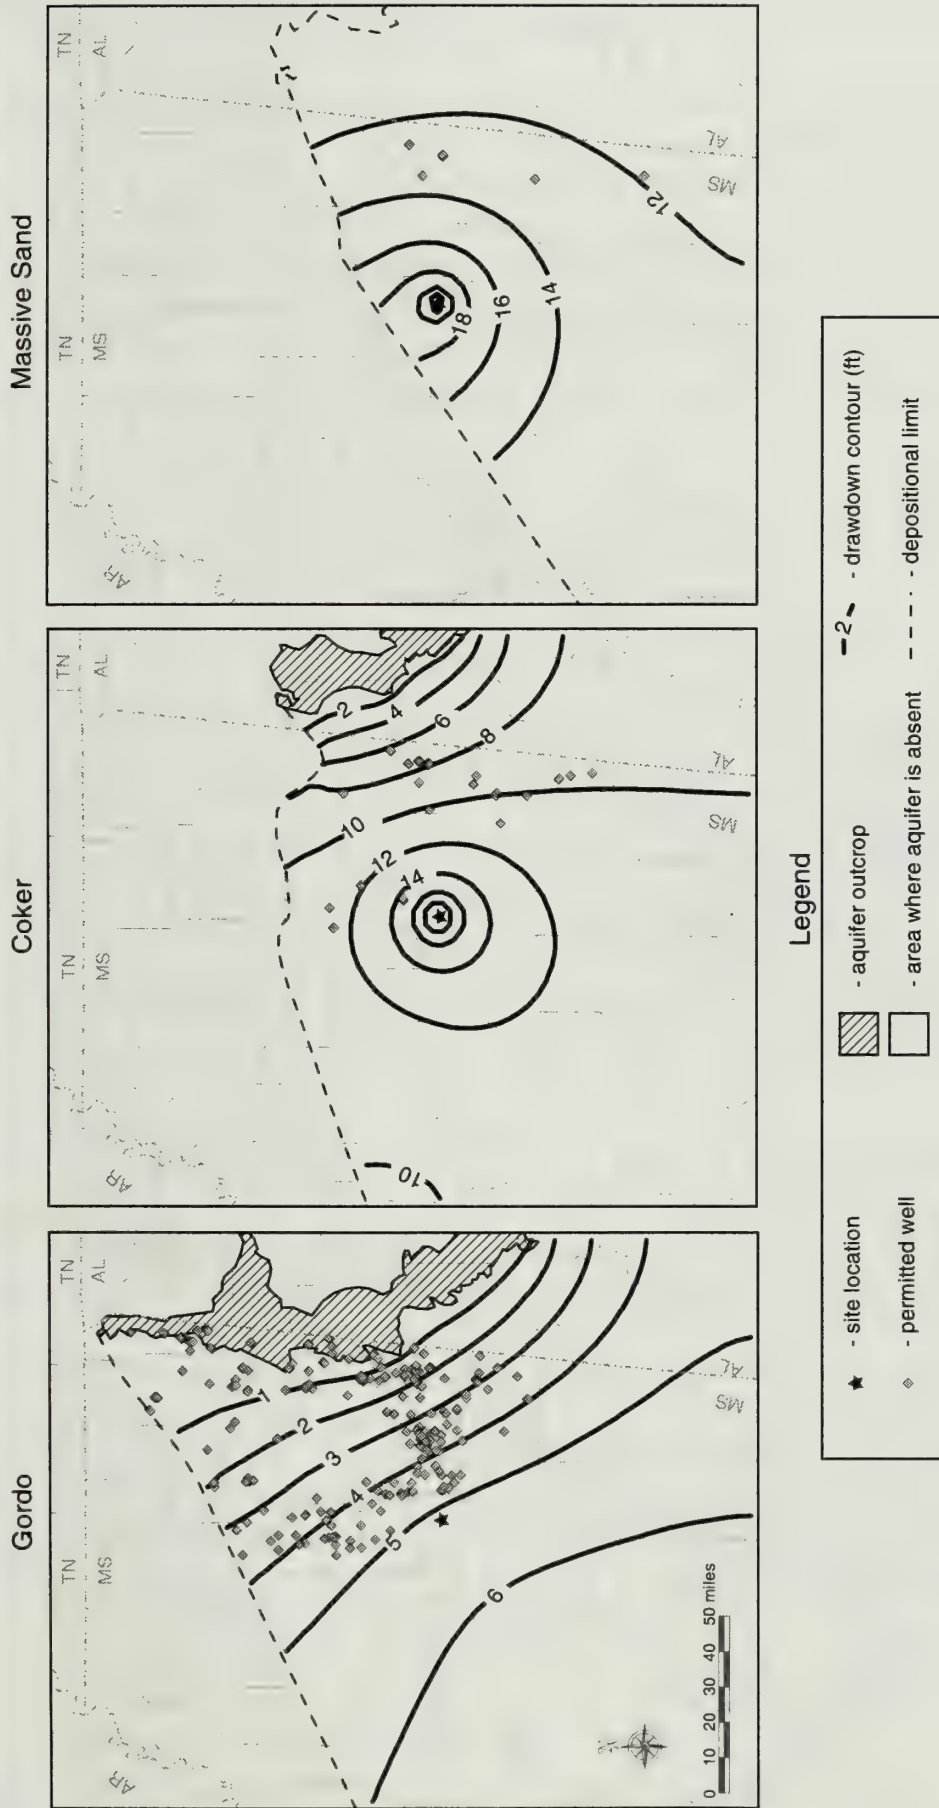 Gordo
TN
TN
MS
AL
AR
1
2
3
4
5
6
MS
AL
N
0 10 20 30 40 50 miles
Coker
TN
TN
MS
AL
AR
2
4
6
8
10
12
14
10
MS
AL
Massive Sand
TN
TN
MS
AL
AR
18
16
14
12
MS
AL
Legend
- site location
- aquifer outcrop
2 - drawdown contour (ft)
- permitted well
- area where aquifer is absent
- depositional limit